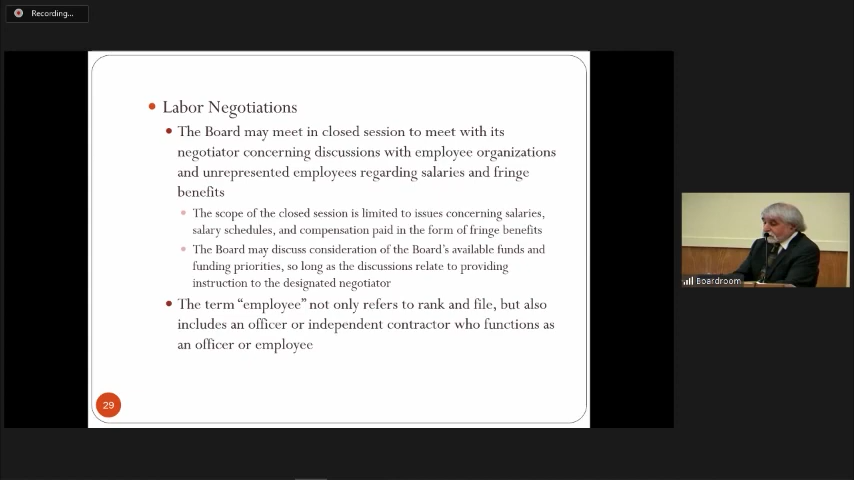 Recording...
Labor Negotiations
The Board may meet in closed session to meet with its
negotiator concerning discussions with employee organizations
and unrepresented employees regarding salaries and fringe
benefits
The scope of the closed session is limited to issues concerning salaries,
salary schedules, and compensation paid in the form of fringe benefits
The Board may discuss consideration of the Board's available funds and
funding priorities, so long as the discussions relate to providing
instruction to the designated negotiator
The term “employee” not only refers to rank and file, but also
includes an officer or independent contractor who functions as
an officer or employee
29
Boardroom